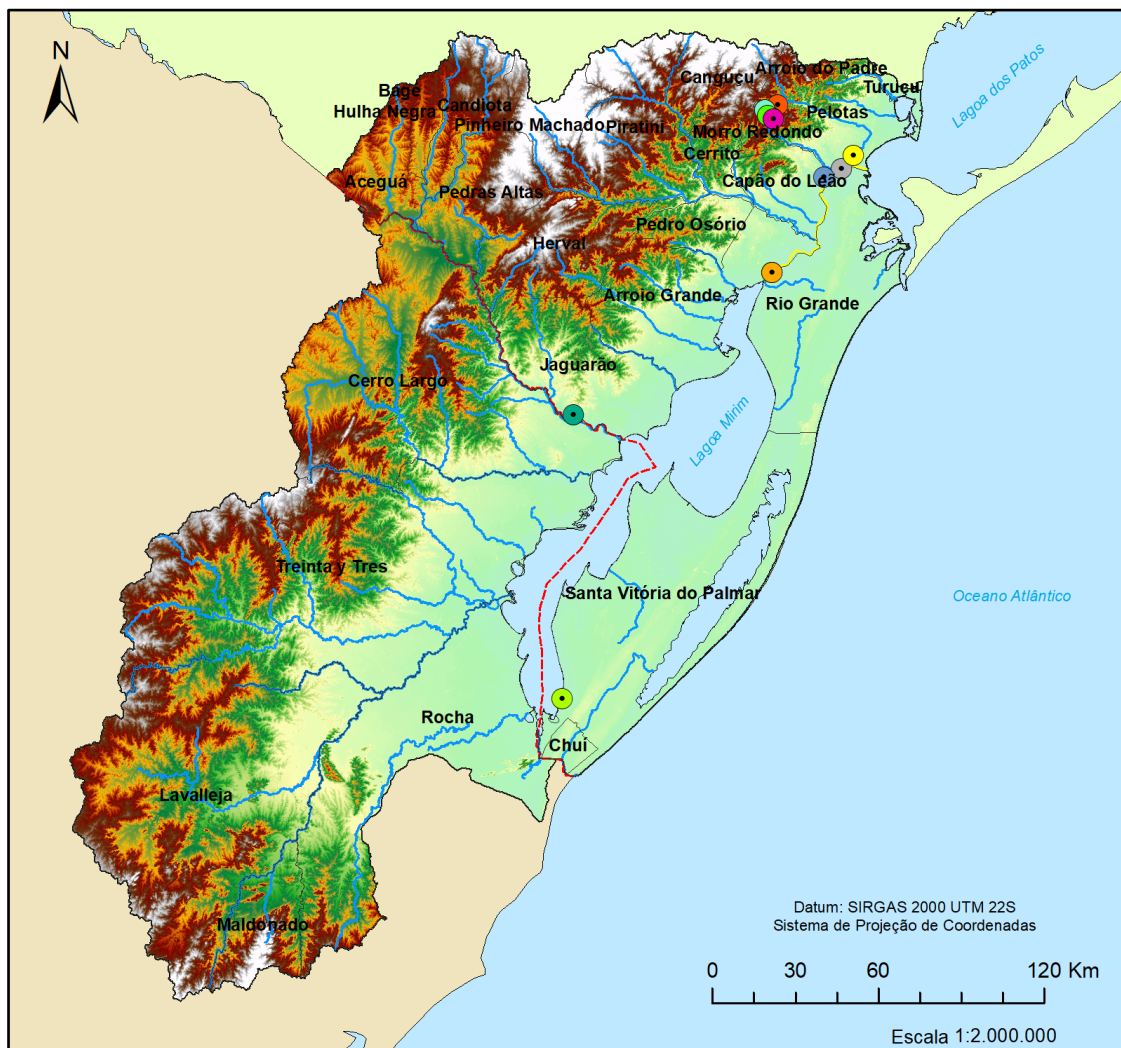 N
Lagoa dos Patos
Arroio do Padre
Canguçu
Turuçu
Bagé
Hulha Negra
Candiota
Pelotas
Pinheiro Machado
Piratini
Morro Redondo
Cerrito
Aceguá
Pedras Altas
Capão do Leão
Pedro Osório
Herval
Arroio Grande
Rio Grande
Jaguarão
Cerro Largo
Lagoa Mirim
Treinta y Tres
Santa Vitória do Palmar
Oceano Atlântico
Rocha
Chuí
Lavalleja
Maldonado
Datum: SIRGAS 2000 UTM 22S
Sistema de Projeção de Coordenadas
0 30 60 120 Km
Escala 1:2.000.000